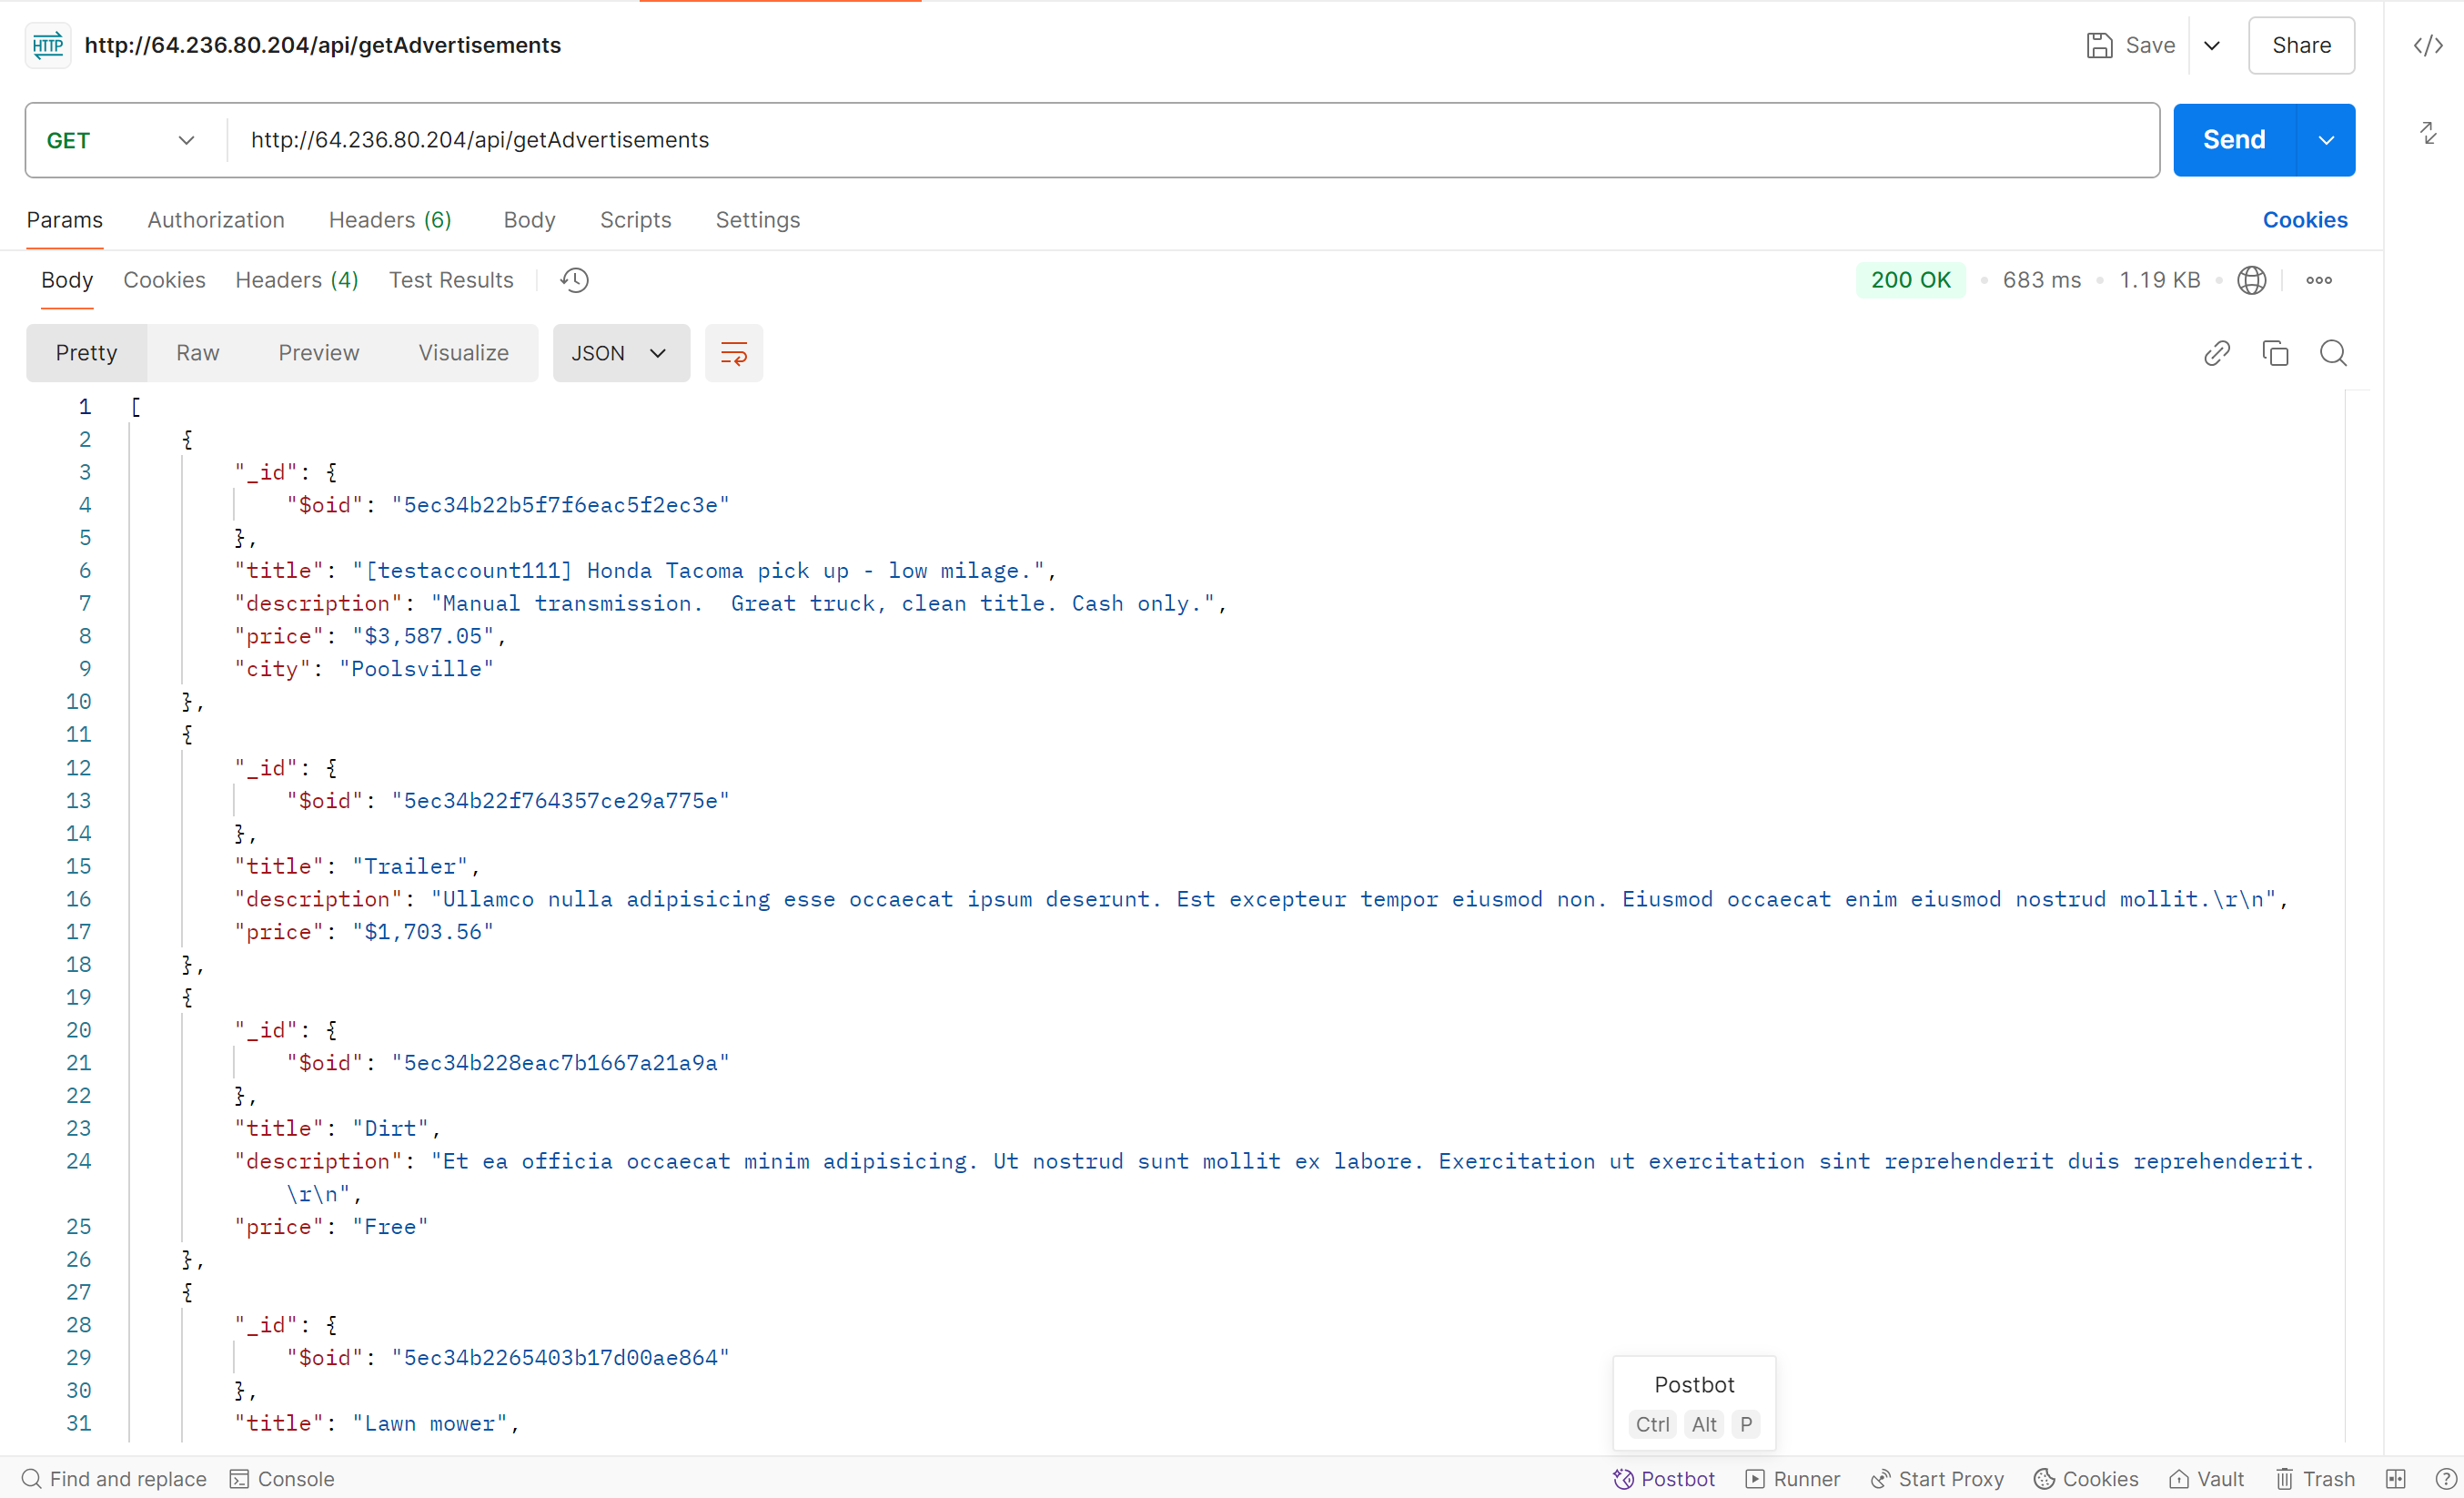 HTTP http://64.236.80.204/api/getAdvertisements Save Share
GET http://64.236.80.204/api/getAdvertisements Send
Params Authorization Headers (6) Body Scripts Settings Cookies
Body Cookies Headers (4) Test Results 200 OK • 683 ms • 1.19 KB •
Pretty Raw Preview Visualize JSON
1 [
2 {
3 "_id": {
4 "$oid": "5ec34b22b5f7f6eac5f2ec3e"
5 },
6 "title": "[testaccount111] Honda Tacoma pick up - low milage.",
7 "description": "Manual transmission.  Great truck, clean title. Cash only.",
8 "price": "$3,587.05",
9 "city": "Poolsville"
10 },
11 {
12 "_id": {
13 "$oid": "5ec34b22f764357ce29a775e"
14 },
15 "title": "Trailer",
16 "description": "Ullamco nulla adipisicing esse occaecat ipsum deserunt. Est excepteur tempor eiusmod non. Eiusmod occaecat enim eiusmod nostrud mollit.\r\n",
17 "price": "$1,703.56"
18 },
19 {
20 "_id": {
21 "$oid": "5ec34b228eac7b1667a21a9a"
22 },
23 "title": "Dirt",
24 "description": "Et ea officia occaecat minim adipisicing. Ut nostrud sunt mollit ex labore. Exercitation ut exercitation sint reprehenderit duis reprehenderit.
\r\n",
25 "price": "Free"
26 },
27 {
28 "_id": {
29 "$oid": "5ec34b2265403b17d00ae864"
30 },
31 "title": "Lawn mower",
Postbot
Ctrl Alt P
Find and replace Console Postbot Runner Start Proxy Cookies Vault Trash